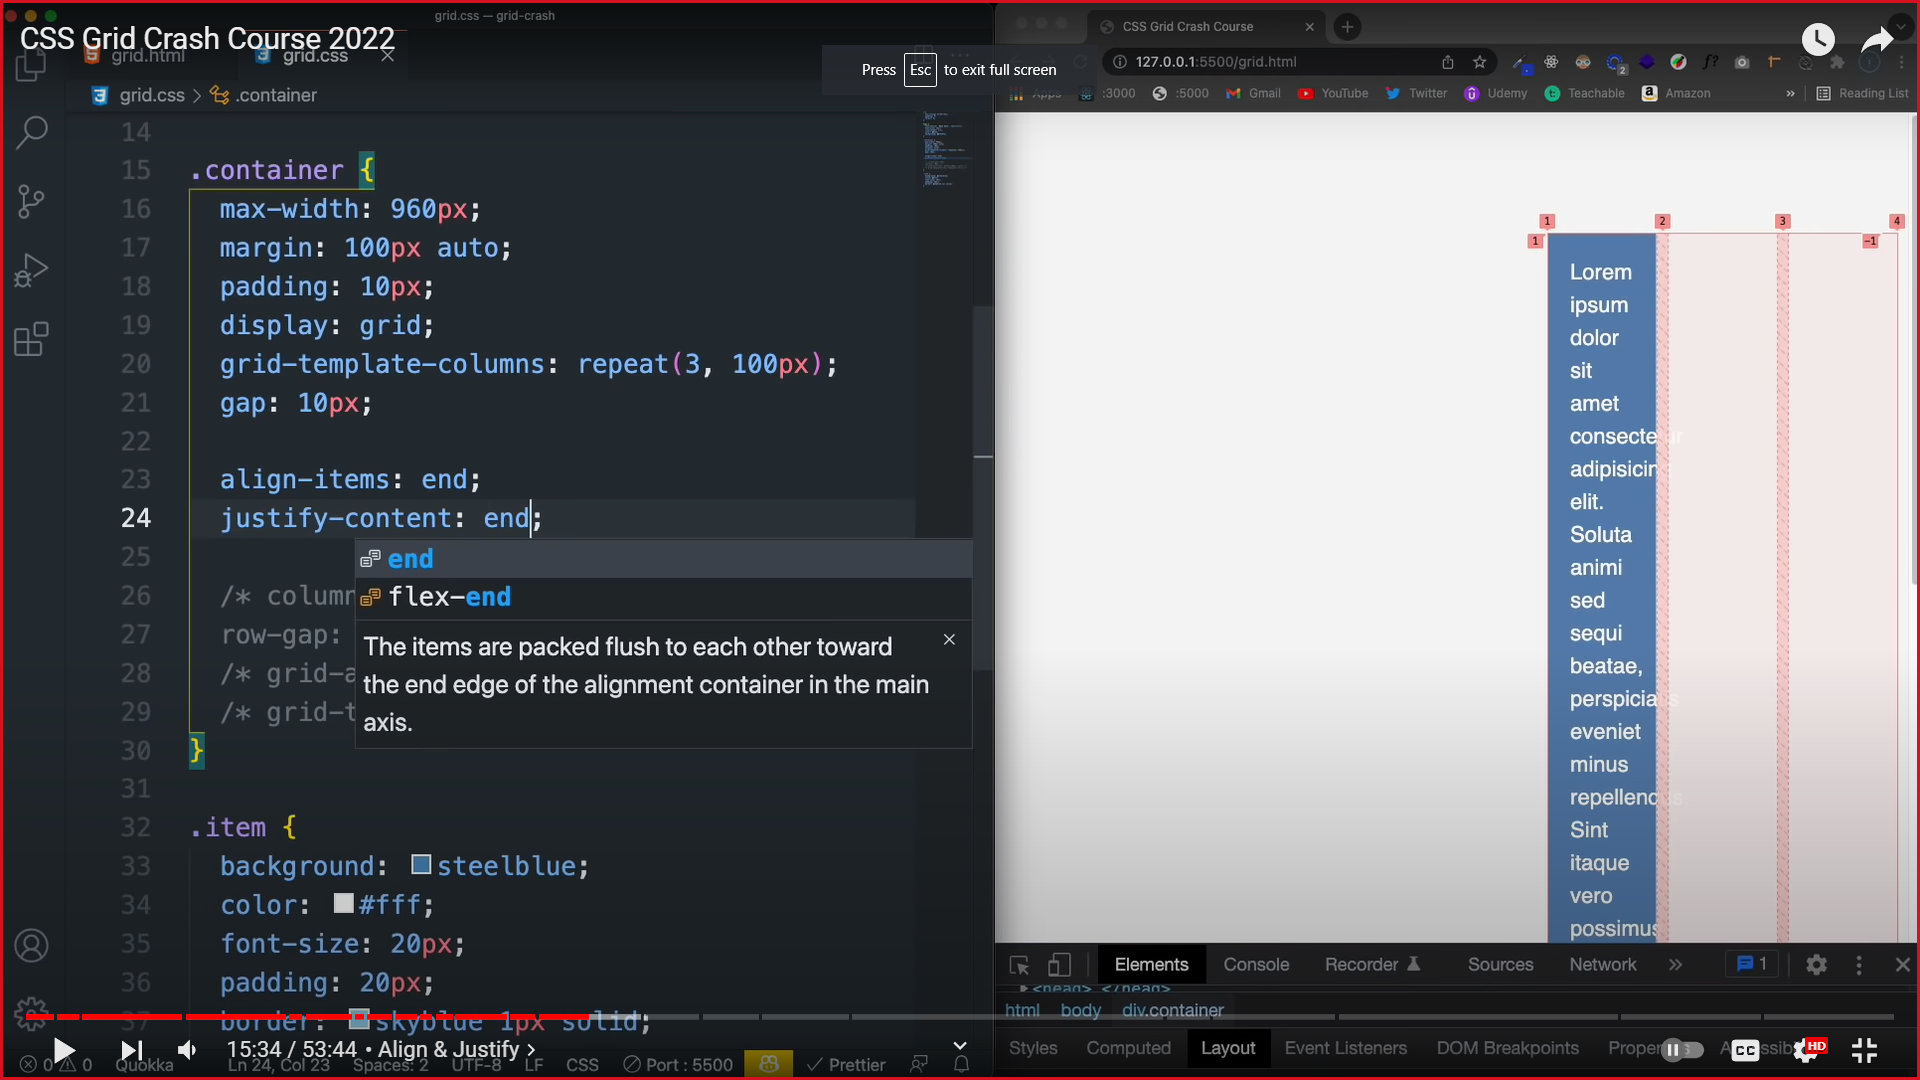 grid.css — grid-crash
CSS Grid Crash Course 2022
grid.html
grid.css
Press Esc to exit full screen
grid.css > .container
14
15 .container {
16 max-width: 960px;
17 margin: 100px auto;
18 padding: 10px;
19 display: grid;
20 grid-template-columns: repeat(3, 100px);
21 gap: 10px;
22
23 align-items: end;
24 justify-content: end;
25
end
flex-end
The items are packed flush to each other toward
the end edge of the alignment container in the main
axis.
26 /* column
27 row-gap:
28 /* grid-a
29 /* grid-t
30 }
31
32 .item {
33 background: steelblue;
34 color: #fff;
35 font-size: 20px;
36 padding: 20px;
37 border: skyblue 1px solid;
15:34 / 53:44 • Align & Justify >
0 0 Quokka Ln 24, Col 23 Spaces: 2 UTF-8 LF CSS Port : 5500 Prettier
CSS Grid Crash Course
127.0.0.1:5500/grid.html
f?
2
Apps :3000 :5000 Gmail YouTube Twitter Udemy Teachable Amazon » Reading List
1 2 3 4
1 -1
Lorem
ipsum
dolor
sit
amet
consectetur
adipisicin
elit.
Soluta
animi
sed
sequi
beatae,
perspiciatis
eveniet
minus
repellendus
Sint
itaque
vero
possimus
Elements Console Recorder Sources Network » 1
<head> </head>
html body div.container
Styles Computed Layout Event Listeners DOM Breakpoints Proper
CC HD